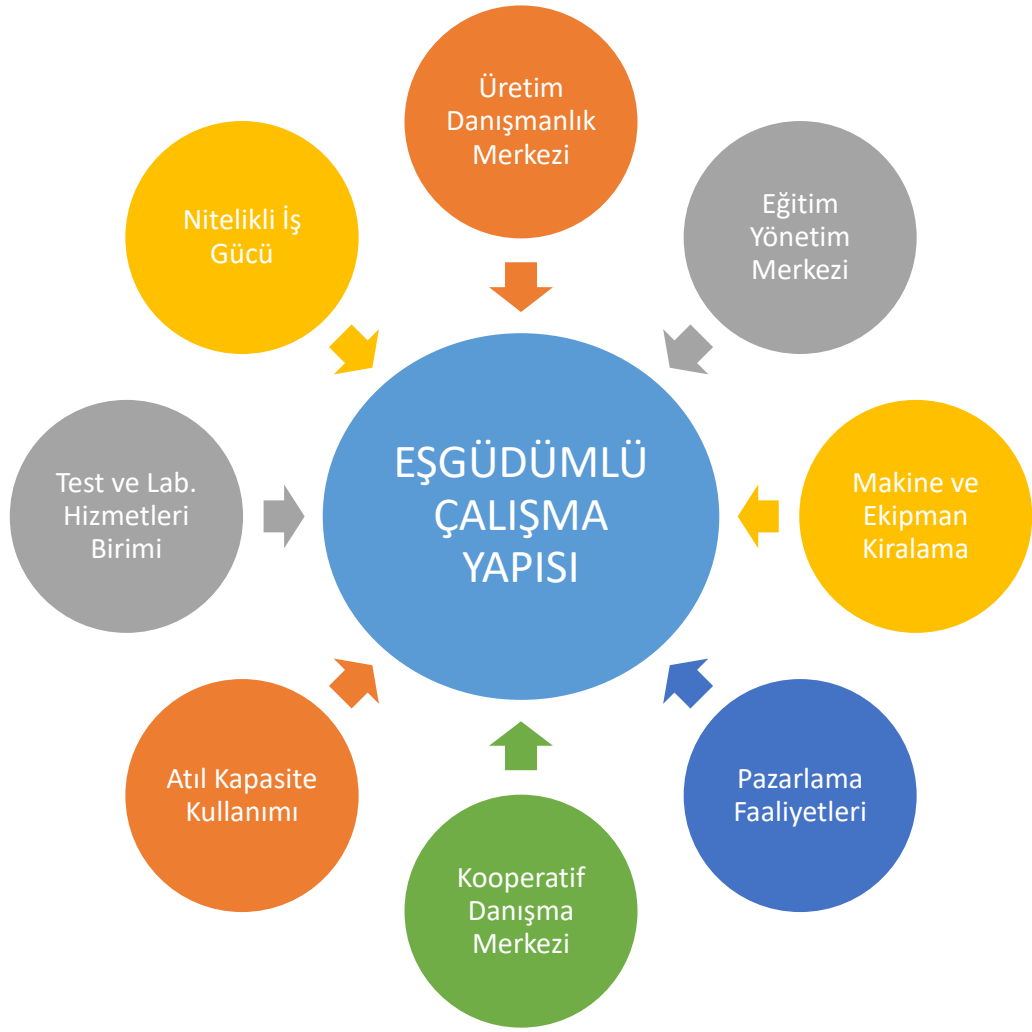 Üretim
Danışmanlık
Merkezi
Eğitim
Yönetim
Merkezi
Makine ve
Ekipman
Kiralama
Pazarlama
Faaliyetleri
Kooperatif
Danışma
Merkezi
Atıl Kapasite
Kullanımı
Test ve Lab.
Hizmetleri
Birimi
Nitelikli İş
Gücü
EŞGÜDÜMLÜ
ÇALIŞMA
YAPISI